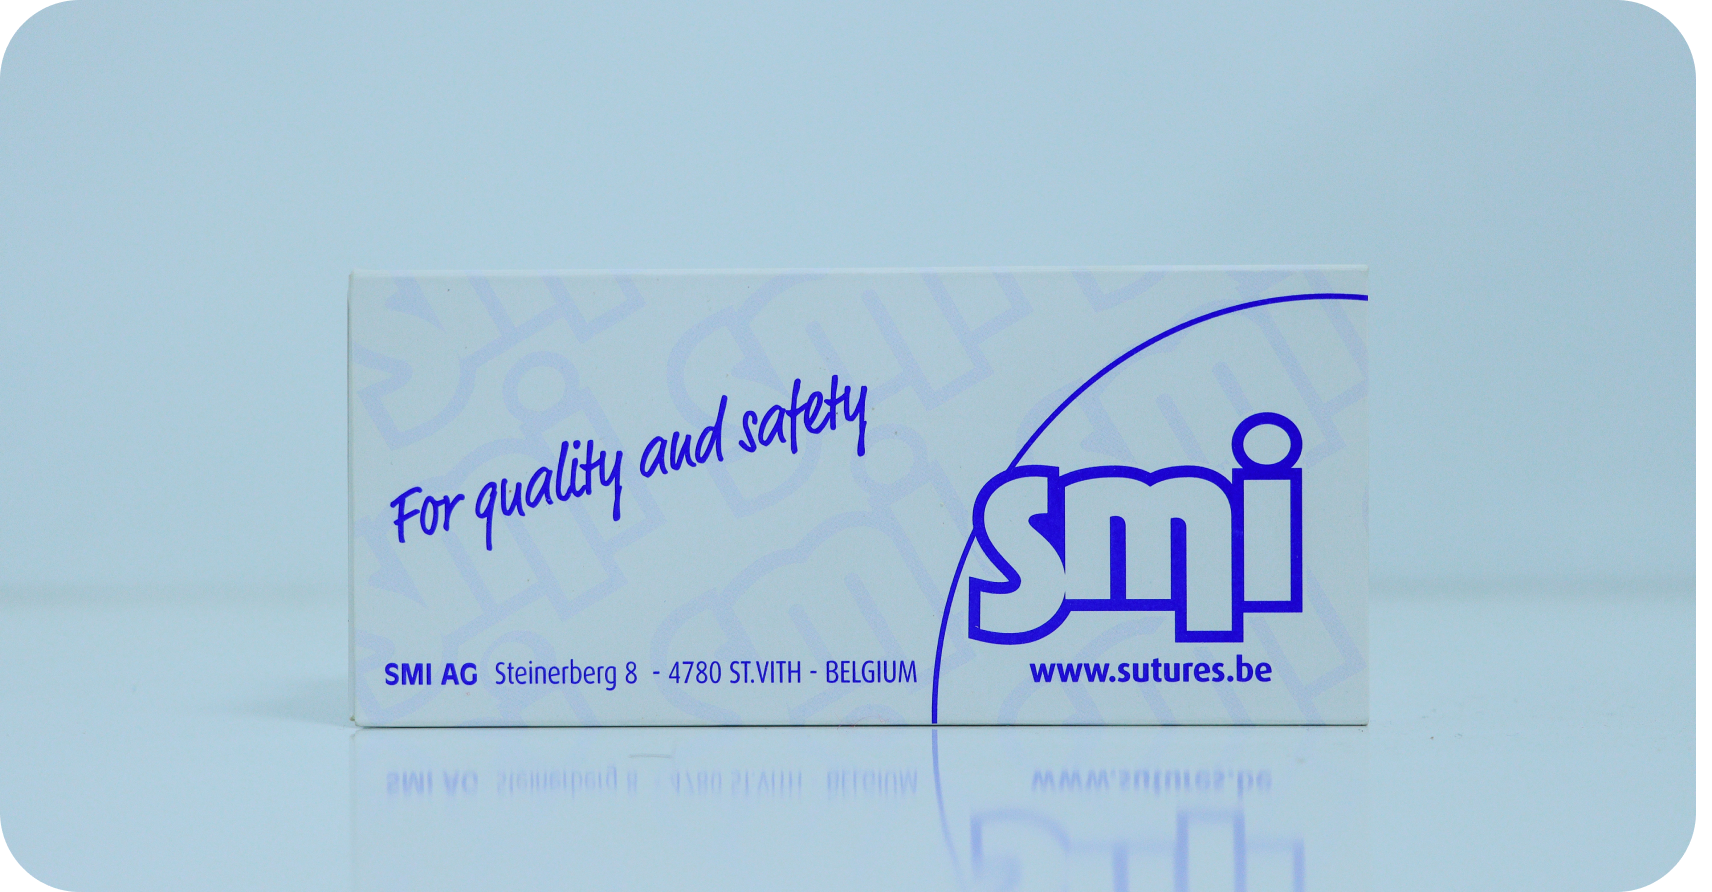 For quality and safety
smi
SMI AG Steinerberg 8 - 4780 ST.VITH - BELGIUM
www.sutures.be